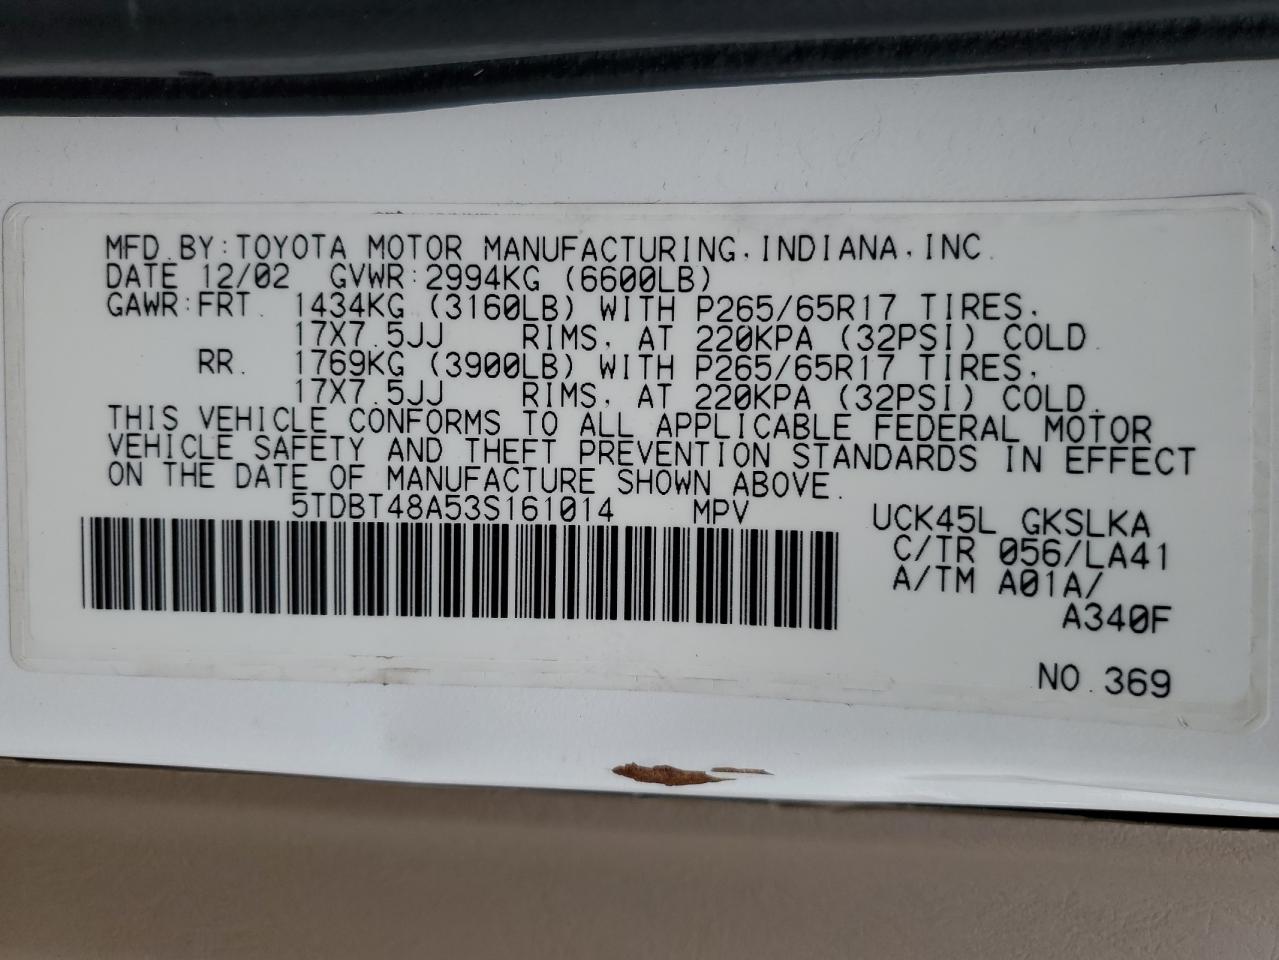 MFD.BY:TOYOTA MOTOR MANUFACTURING,INDIANA,INC.
DATE 12/02 GVWR:2994KG (6600LB)
GAWR:FRT. 1434KG (3160LB) WITH P265/65R17 TIRES,
17X7.5JJ RIMS, AT 220KPA (32PSI) COLD.
RR. 1769KG (3900LB) WITH P265/65R17 TIRES,
17X7.5JJ RIMS, AT 220KPA (32PSI) COLD.
THIS VEHICLE CONFORMS TO ALL APPLICABLE FEDERAL MOTOR
VEHICLE SAFETY AND THEFT PREVENTION STANDARDS IN EFFECT
ON THE DATE OF MANUFACTURE SHOWN ABOVE.
5TDBT48A53S161014 MPV
UCK45L GKSLKA
C/TR 056/LA41
A/TM A01A/
A340F
NO.369